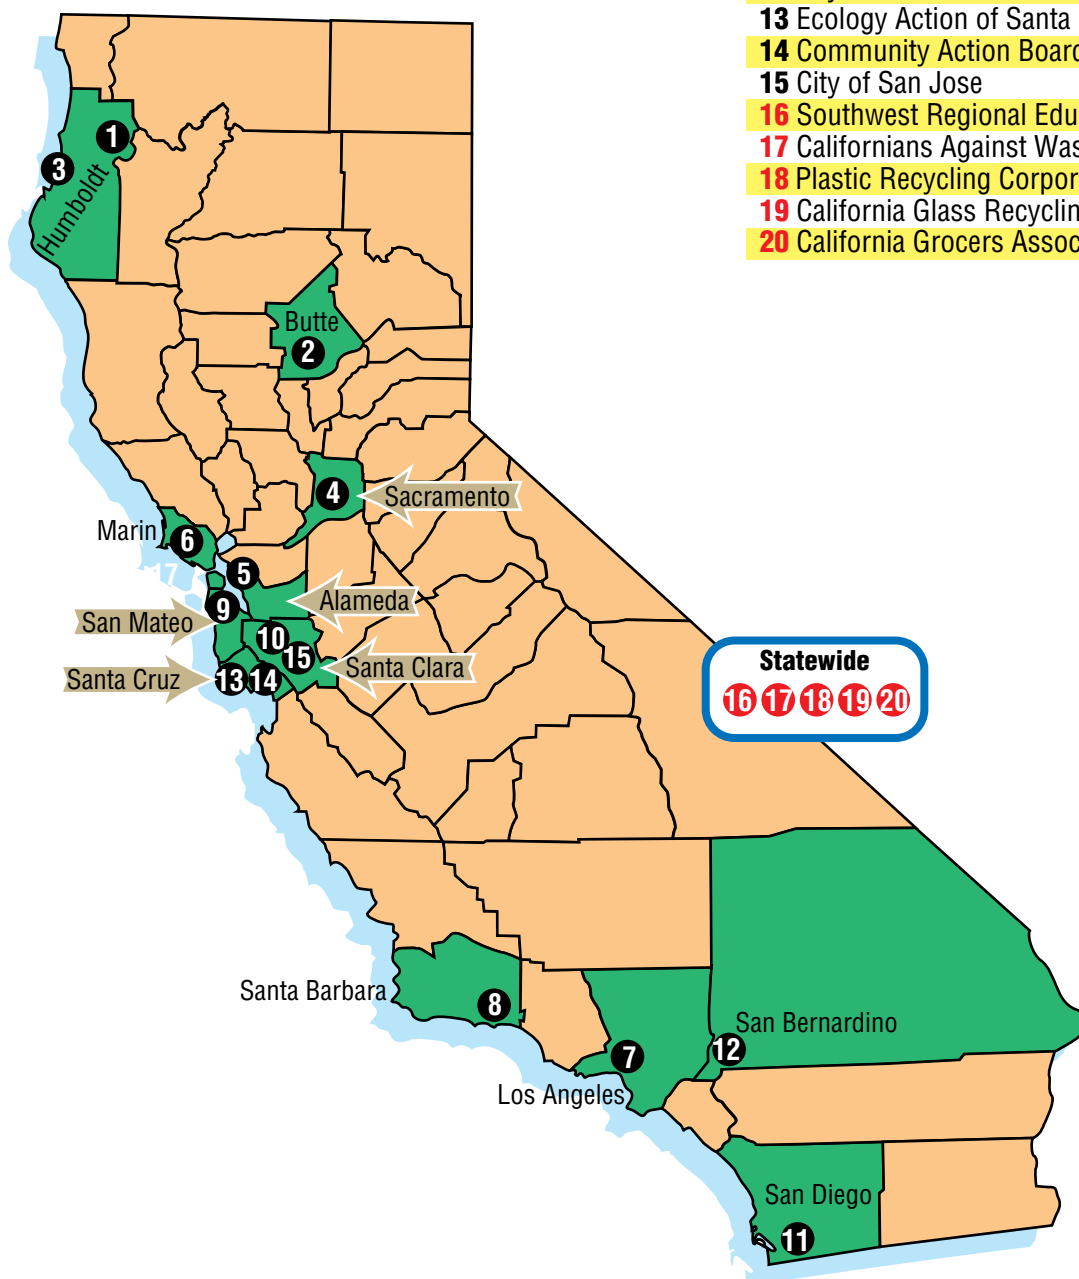 13 Ecology Action of Santa
14 Community Action Board
15 City of San Jose
16 Southwest Regional Edu
17 Californians Against Was
18 Plastic Recycling Corpor
19 California Glass Recyclin
20 California Grocers Assoc
1
3
Humboldt
Butte
2
4
Sacramento
Marin
6
17
5
Alameda
9
San Mateo
10
15
Santa Clara
Santa Cruz
13
14
Statewide
16 17 18 19 20
Santa Barbara
8
San Bernardino
12
7
Los Angeles
San Diego
11